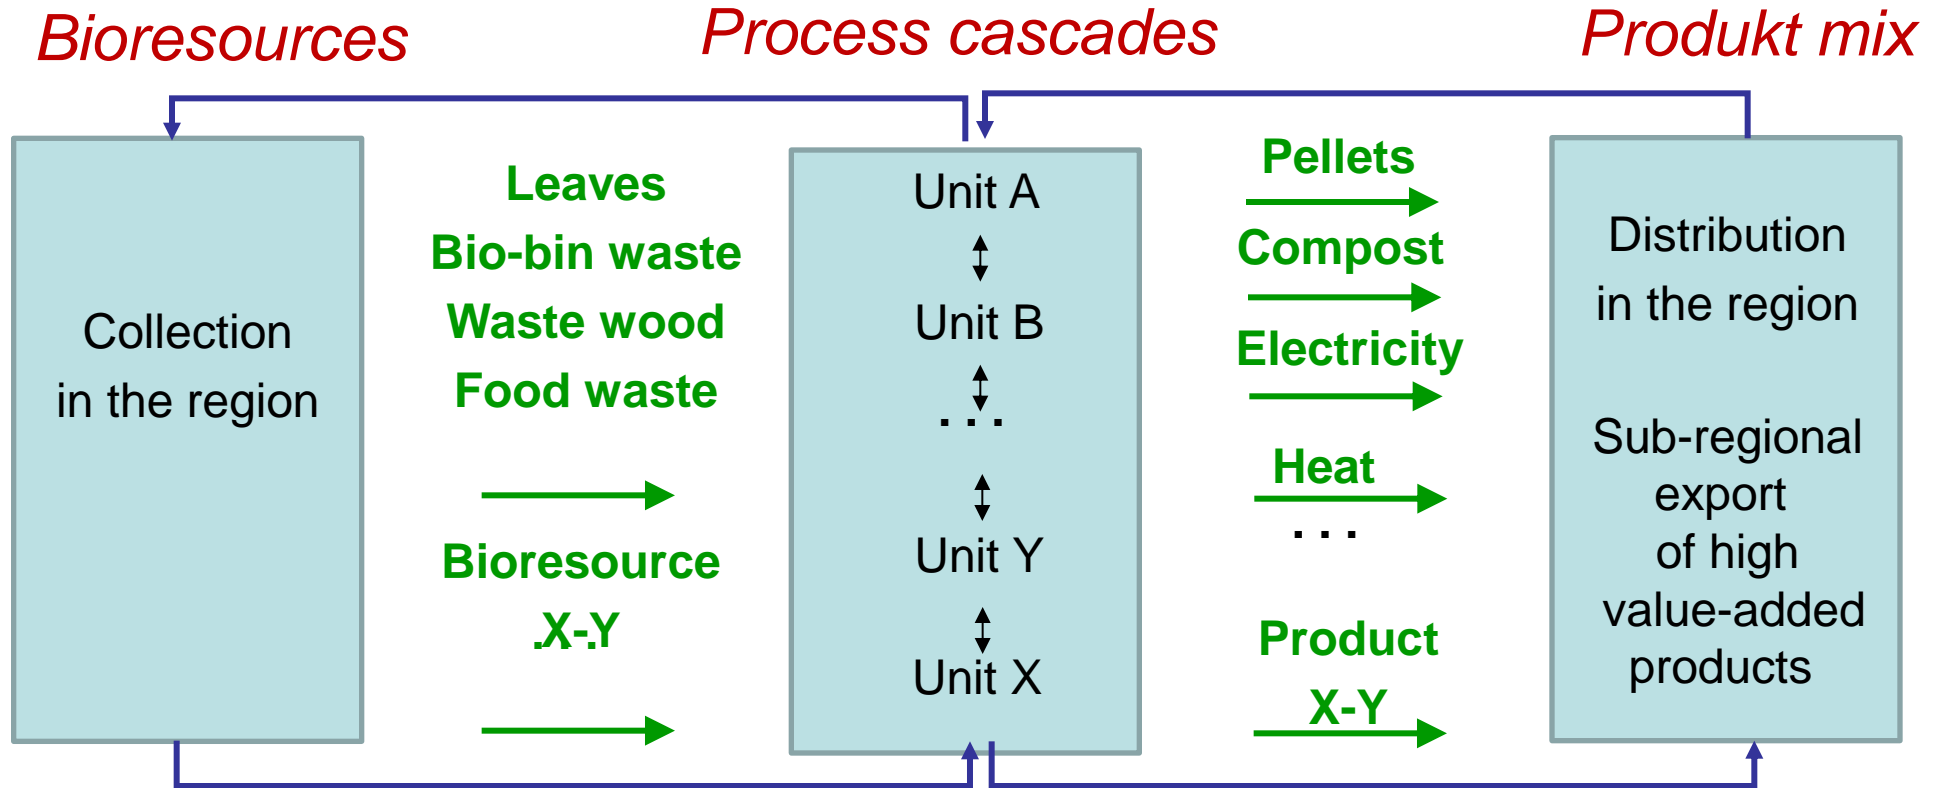 Bioresources
Process cascades
Produkt mix
Collection
in the region
Leaves
Bio-bin waste
Waste wood
Food waste
Bioresource
X-Y
...
Unit A
Unit B
...
Unit Y
Unit X
Pellets
Compost
Electricity
Heat
...
Product
X-Y
Distribution
in the region
Sub-regional
export
of high
value-added
products